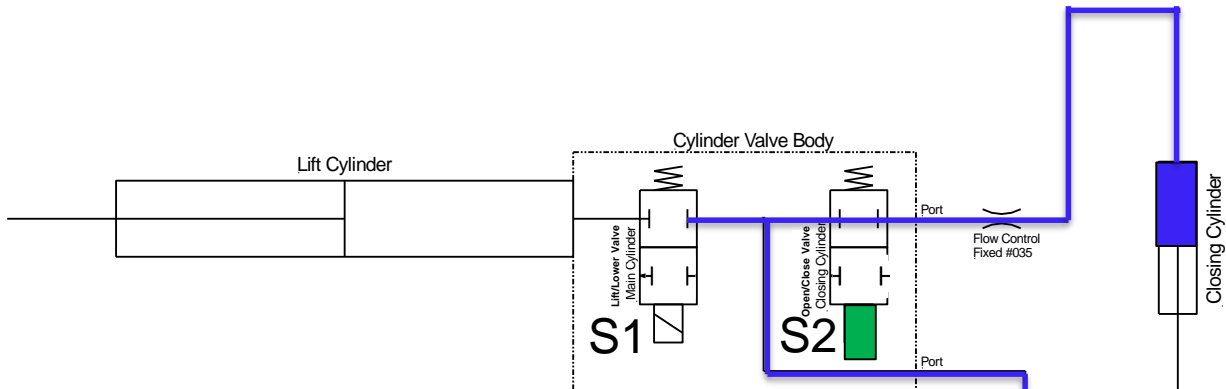 Cylinder Valve Body
Lift Cylinder
Closing Cylinder
Port
Flow Control
Fixed #035
Lift/Lower Valve
Main Cylinder
Open/Close Valve
Closing Cylinder
S1
S2
Port